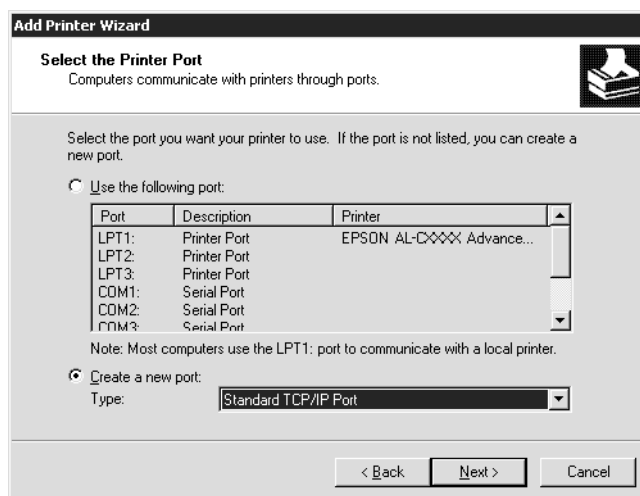 Add Printer Wizard
Select the Printer Port
Computers communicate with printers through ports.
Select the port you want your printer to use. If the port is not listed, you can create a
new port.
Use the following port:
Port Description Printer
LPT1: Printer Port EPSON AL-CXXXX Advance...
LPT2: Printer Port
LPT3: Printer Port
COM1: Serial Port
COM2: Serial Port
COM3: Serial Port
Note: Most computers use the LPT1: port to communicate with a local printer.
Create a new port:
Type: Standard TCP/IP Port
< Back Next > Cancel